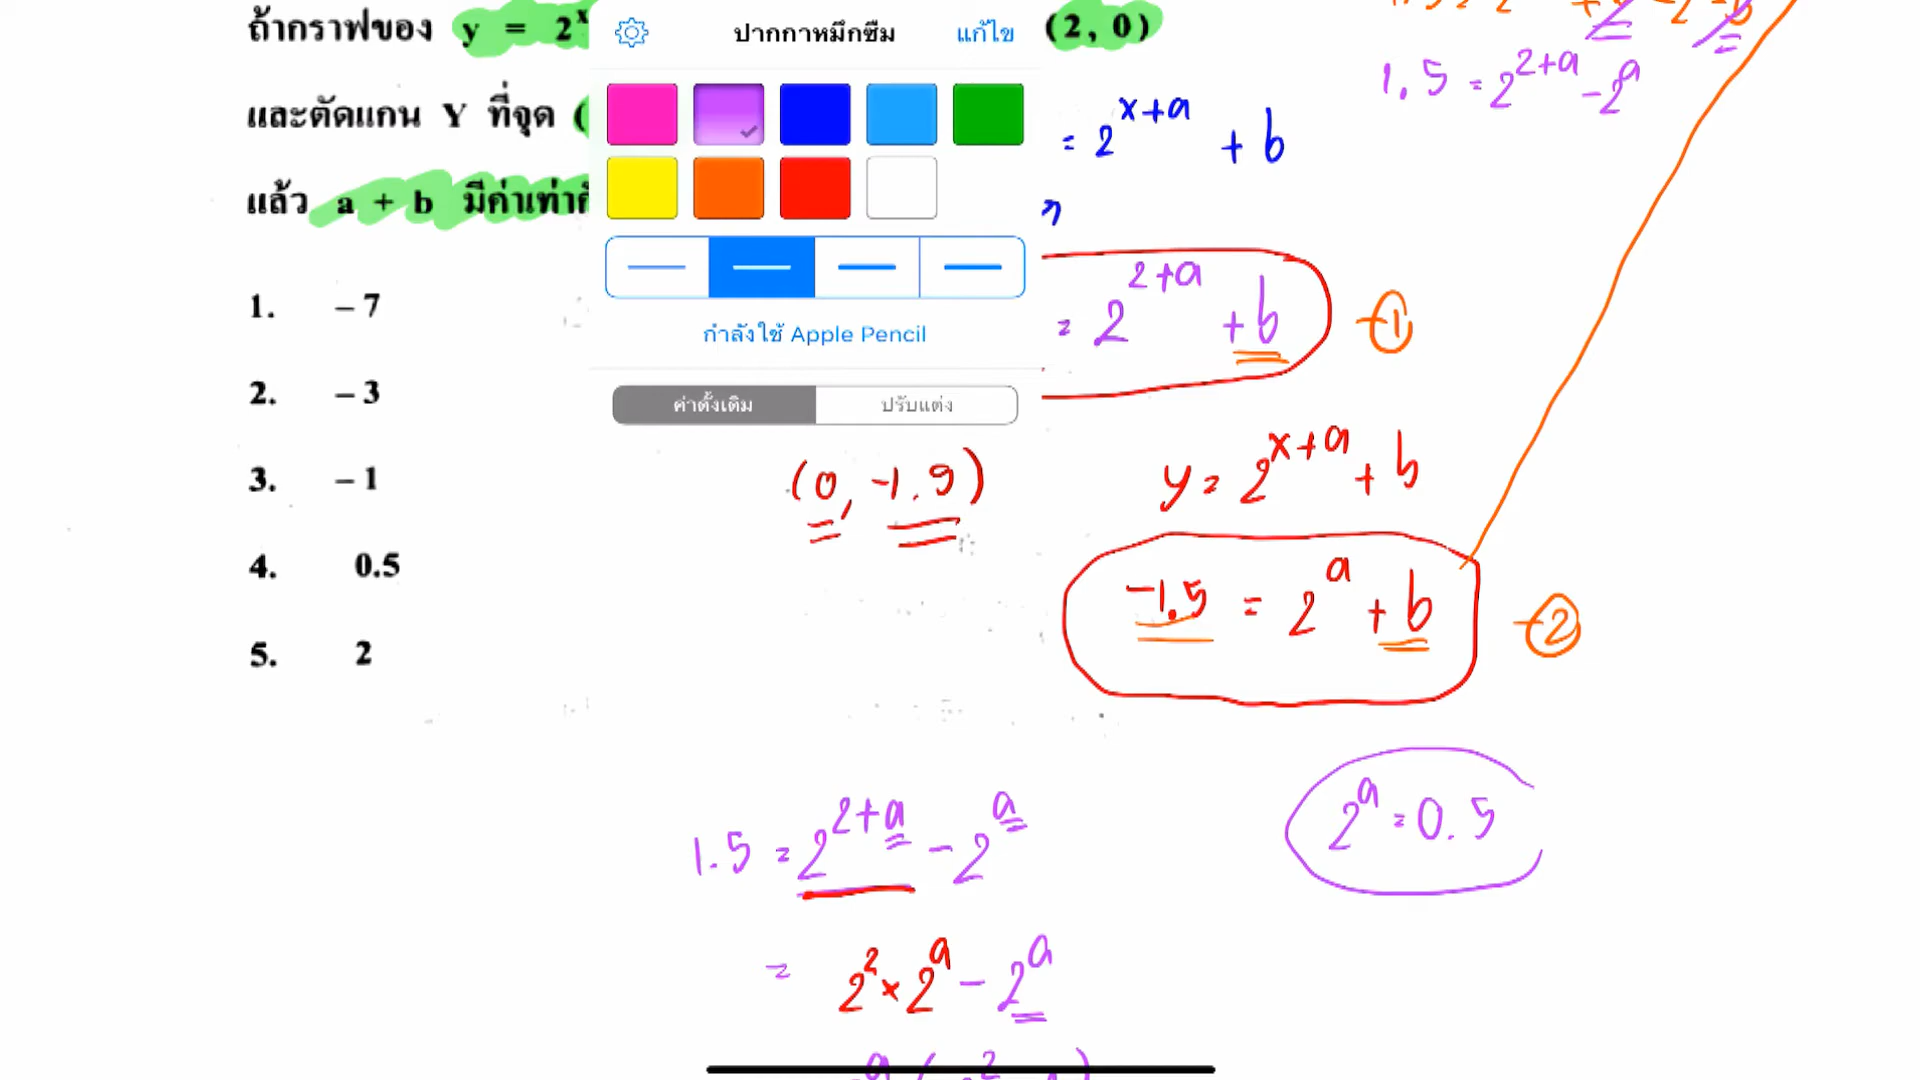 ถ้ากราฟของ y = 2ˣ
(2, 0)
และตัดแกน Y ที่จุด (
แล้ว a + b มีค่าเท่ากั
1. – 7
2. – 3
3. – 1
4. 0.5
5. 2
ปากกาหมึกซึม
แก้ไข
กำลังใช้ Apple Pencil
ค่าตั้งเดิม
ปรับแต่ง
1.5 = 2^{2+a} - 2^a
= 2^{x+a} + b
= 2^{2+a} + b
1
(0, -1.5)
y = 2^{x+a} + b
-1.5 = 2^a + b
2
2^a = 0.5
1.5 = 2^{2+a} - 2^a
= 2^2 × 2^a - 2^a